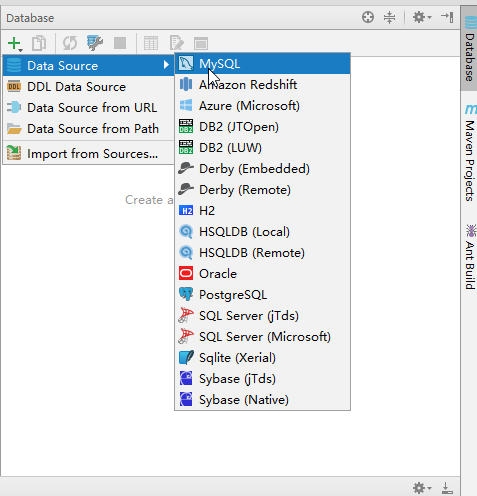 Database
Data Source
DDL Data Source
Data Source from URL
Data Source from Path
Import from Sources...
Create a
MySQL
Amazon Redshift
Azure (Microsoft)
DB2 (JTOpen)
DB2 (LUW)
Derby (Embedded)
Derby (Remote)
H2
HSQLDB (Local)
HSQLDB (Remote)
Oracle
PostgreSQL
SQL Server (jTds)
SQL Server (Microsoft)
Sqlite (Xerial)
Sybase (jTds)
Sybase (Native)
Database
Maven Projects
Ant Build